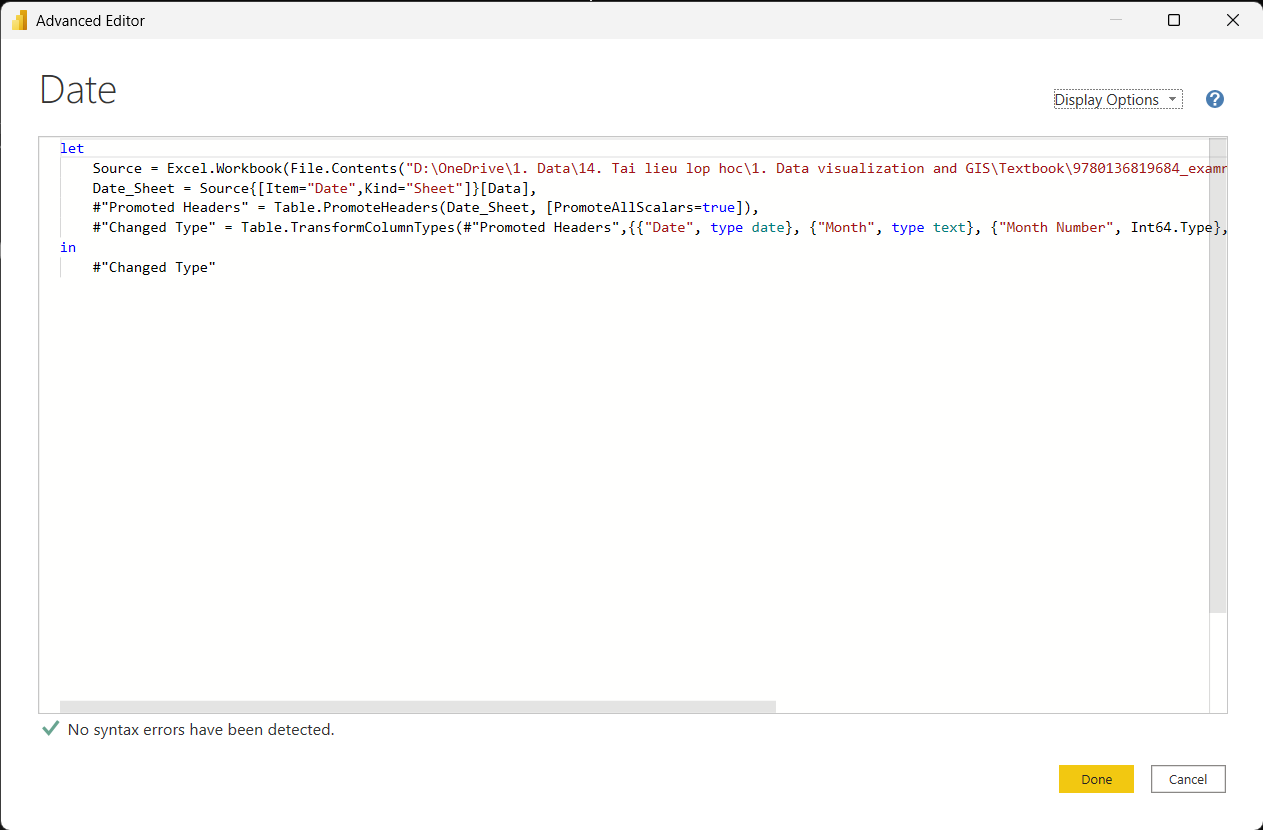 Advanced Editor
Date
Display Options
let
Source = Excel.Workbook(File.Contents("D:\OneDrive\1. Data\14. Tai lieu lop hoc\1. Data visualization and GIS\Textbook\9780136819684_examr
Date_Sheet = Source{[Item="Date",Kind="Sheet"]}[Data],
#"Promoted Headers" = Table.PromoteHeaders(Date_Sheet, [PromoteAllScalars=true]),
#"Changed Type" = Table.TransformColumnTypes(#"Promoted Headers",{{"Date", type date}, {"Month", type text}, {"Month Number", Int64.Type},
in
#"Changed Type"
No syntax errors have been detected.
Done Cancel